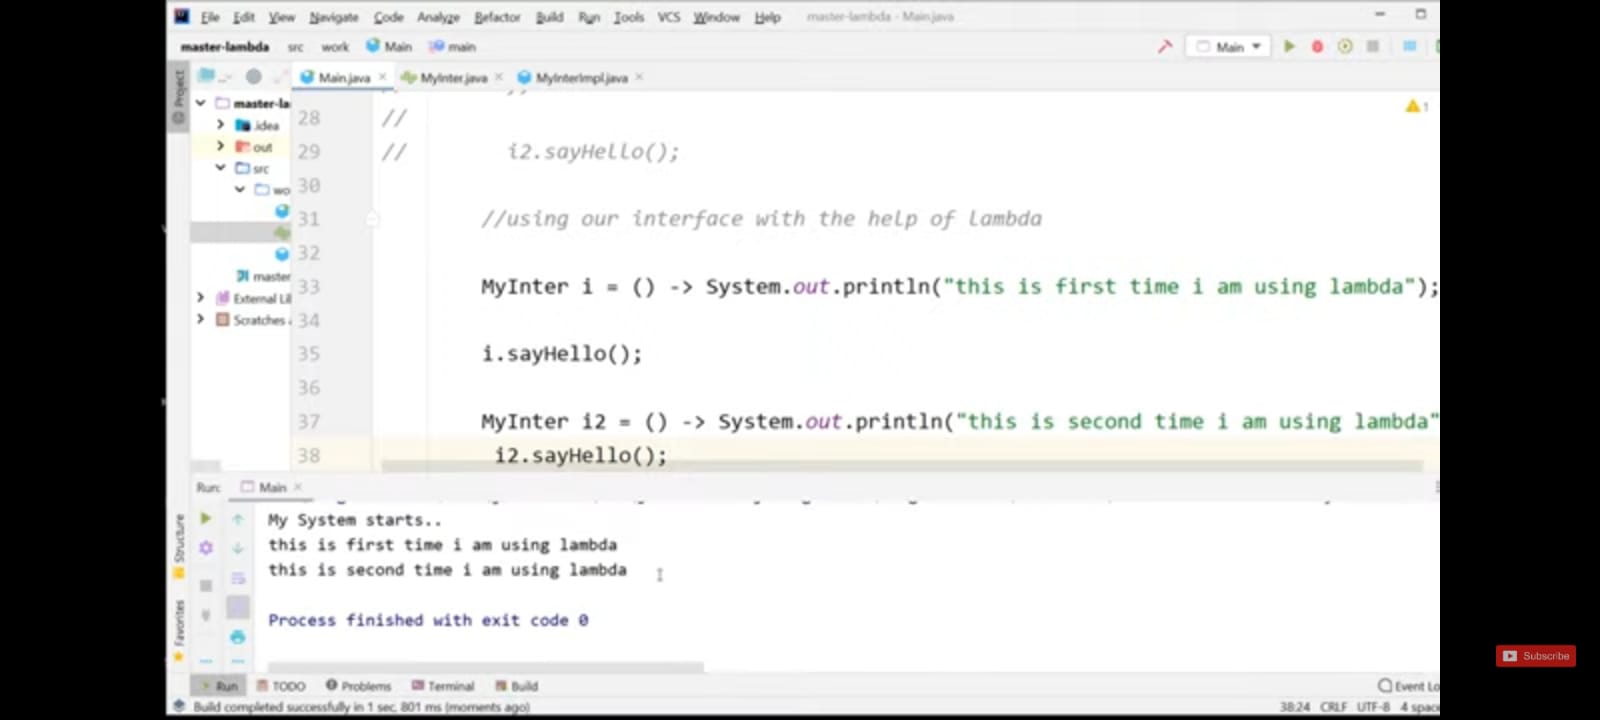 File Edit View Navigate Code Analyze Refactor Build Run Tools VCS Window Help master-lambda - Main.java
master-lambda src work Main main Main
Project
Main.java MyInter.java MyInterImpl.java
master-la
.idea
out
src
wo
master
External Li
Scratches
28 //
29 // i2.sayHello();
30
31 //using our interface with the help of lambda
32
33 MyInter i = () -> System.out.println("this is first time i am using lambda");
34
35 i.sayHello();
36
37 MyInter i2 = () -> System.out.println("this is second time i am using lambda"
38 i2.sayHello();
1
Run: Main
My System starts..
this is first time i am using lambda
this is second time i am using lambda
Process finished with exit code 0
Structure
Favorites
Run TODO Problems Terminal Build Event Lo
Build completed successfully in 1 sec, 801 ms (moments ago) 38:24 CRLF UTF-8 4 spac
Subscribe